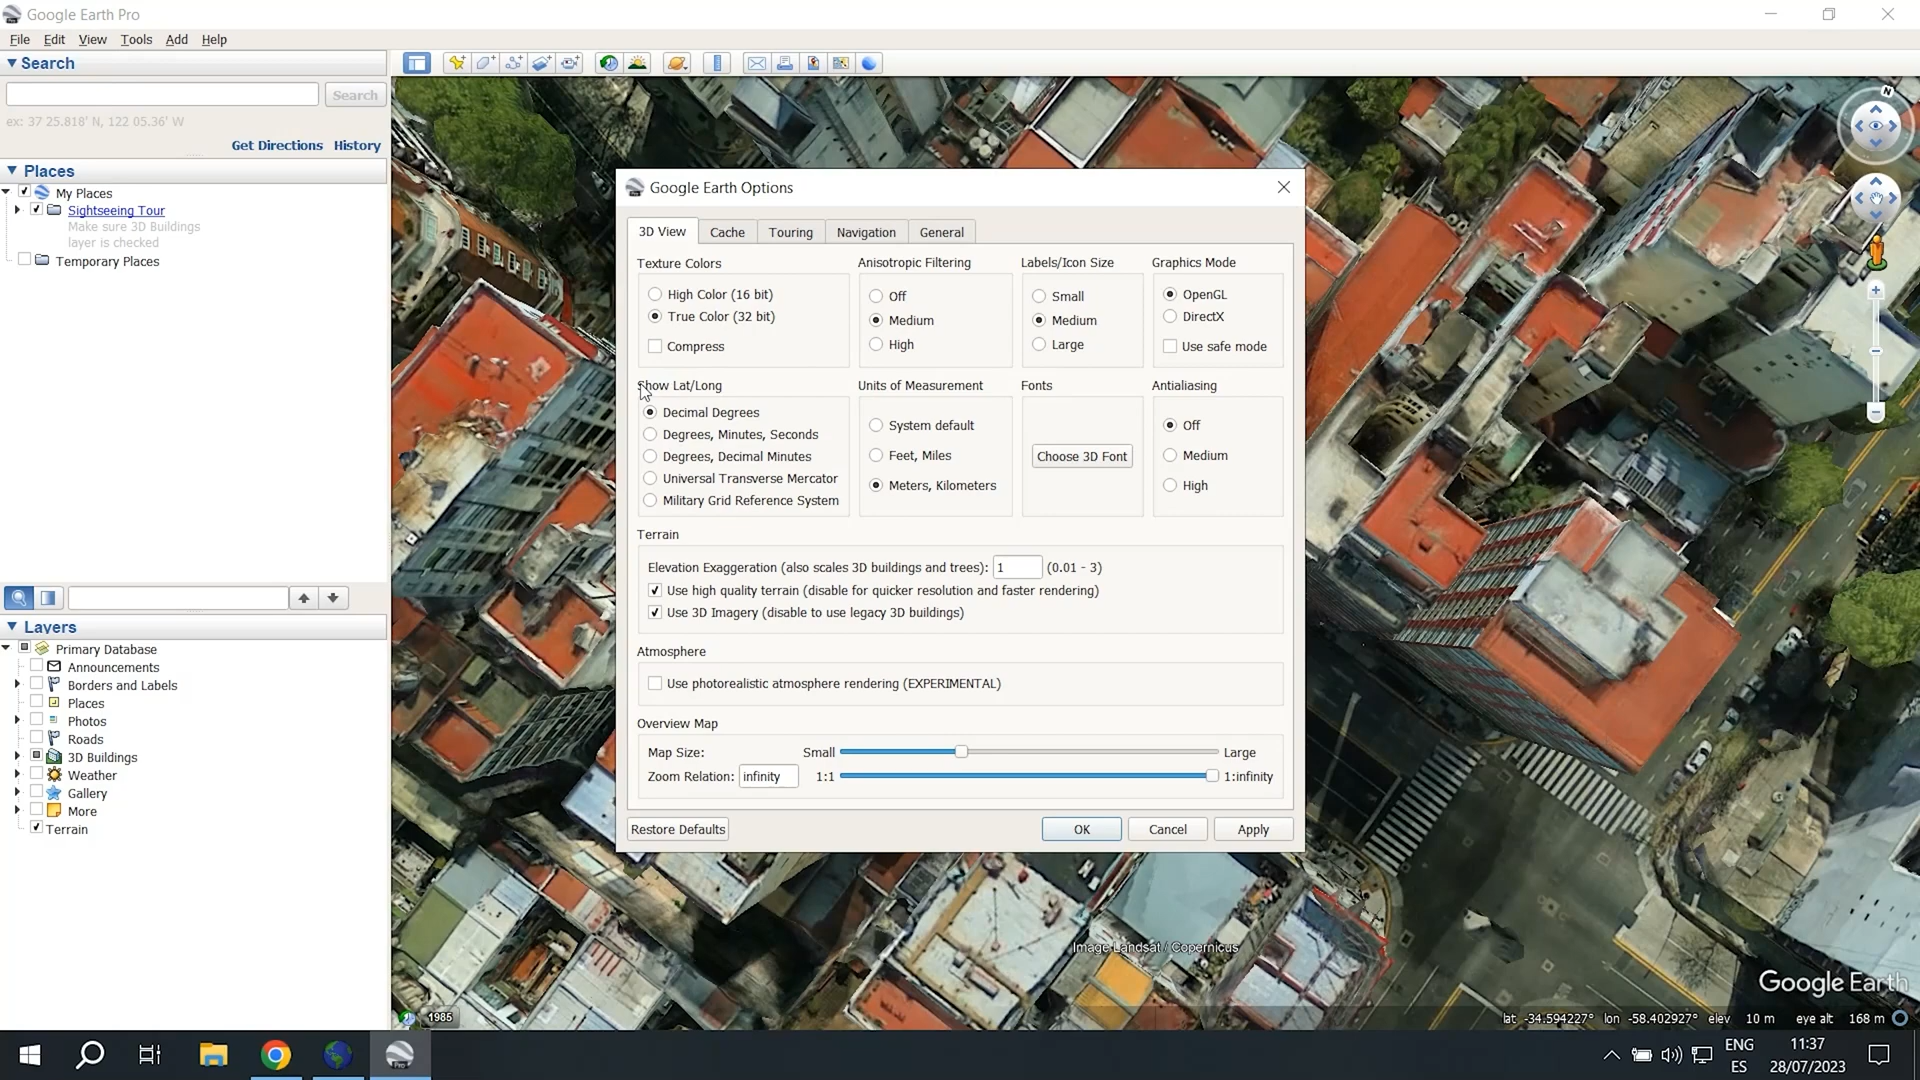 Google Earth Pro
File Edit View Tools Add Help
Search
Search
ex: 37 25.818' N, 122 05.36' W
Get Directions History
Places
My Places
Sightseeing Tour
Make sure 3D Buildings
layer is checked
Temporary Places
Layers
Primary Database
Announcements
Borders and Labels
Places
Photos
Roads
3D Buildings
Weather
Gallery
More
Terrain
N
Google Earth Options
3D View Cache Touring Navigation General
Texture Colors Anisotropic Filtering Labels/Icon Size Graphics Mode
High Color (16 bit) Off Small OpenGL
True Color (32 bit) Medium Medium DirectX
Compress High Large Use safe mode
Show Lat/Long Units of Measurement Fonts Antialiasing
Decimal Degrees System default Off
Degrees, Minutes, Seconds
Degrees, Decimal Minutes Feet, Miles Choose 3D Font Medium
Universal Transverse Mercator Meters, Kilometers High
Military Grid Reference System
Terrain
Elevation Exaggeration (also scales 3D buildings and trees): 1 (0.01 - 3)
Use high quality terrain (disable for quicker resolution and faster rendering)
Use 3D Imagery (disable to use legacy 3D buildings)
Atmosphere
Use photorealistic atmosphere rendering (EXPERIMENTAL)
Overview Map
Map Size: Small Large
Zoom Relation: infinity 1:1 1:infinity
Restore Defaults OK Cancel Apply
Image Landsat / Copernicus
Google Earth
1985
lat -34.594227° lon -58.402927° elev 10 m eye alt 168 m
Pro
ENG 11:37
ES 28/07/2023